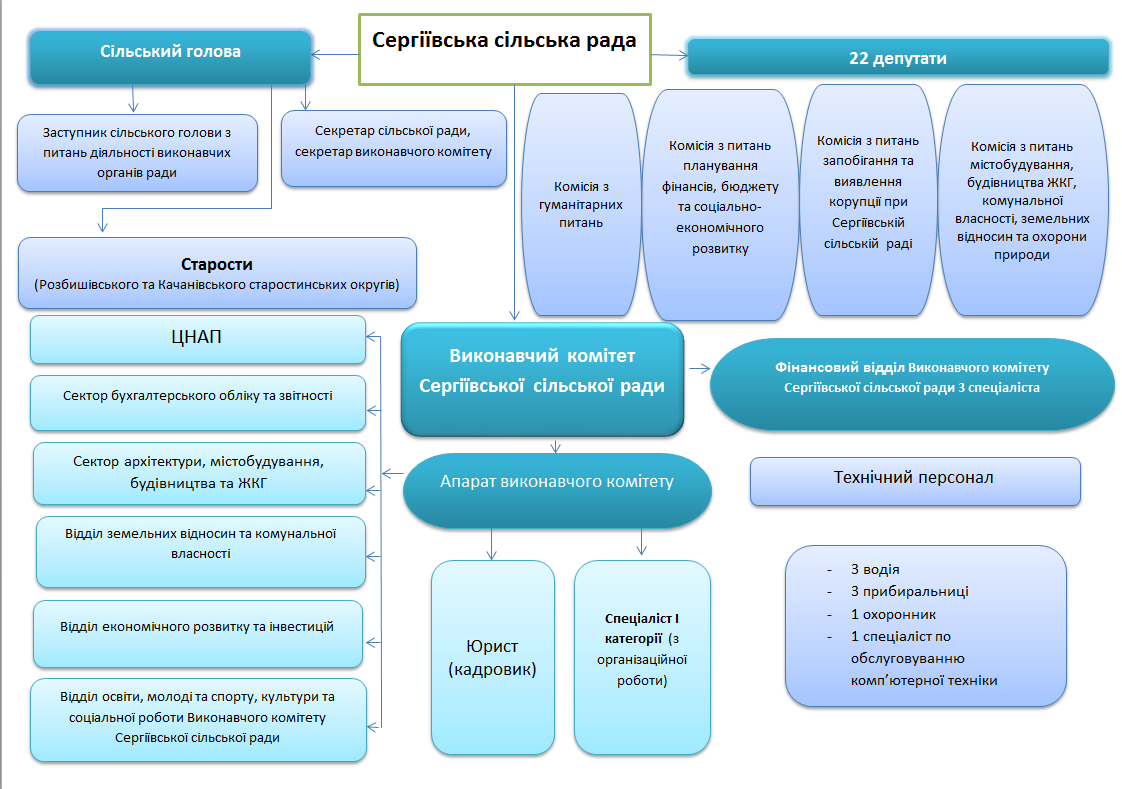 Сергіївська сільська рада
Сільський голова
22 депутати
Заступник сільського голови з
питань діяльності виконавчих
органів ради
Секретар сільської ради,
секретар виконавчого комітету
Комісія з
гуманітарних
питань
Комісія з питань
планування
фінансів, бюджету
та соціально-
економічного
розвитку
Комісія з питань
запобігання та
виявлення
корупції при
Сергіївській
сільській раді
Комісія з питань
містобудування,
будівництва ЖКГ,
комунальної
власності, земельних
відносин та охорони
природи
Старости
(Розбишівського та Качанівського старостинських округів)
ЦНАП
Сектор бухгалтерського обліку та звітності
Сектор архітектури, містобудування,
будівництва та ЖКГ
Відділ земельних відносин та комунальної
власності
Відділ економічного розвитку та інвестицій
Відділ освіти, молоді та спорту, культури та
соціальної роботи Виконавчого комітету
Сергіївської сільської ради
Виконавчий комітет
Сергіївської сільської ради
Фінансовий відділ Виконавчого комітету
Сергіївської сільської ради 3 спеціаліста
Апарат виконавчого комітету
Юрист
(кадровик)
Спеціаліст І
категорії (з
організаційної
роботи)
Технічний персонал
- 3 водія
- 3 прибиральниці
- 1 охоронник
- 1 спеціаліст по
обслуговуванню
комп’ютерної техніки